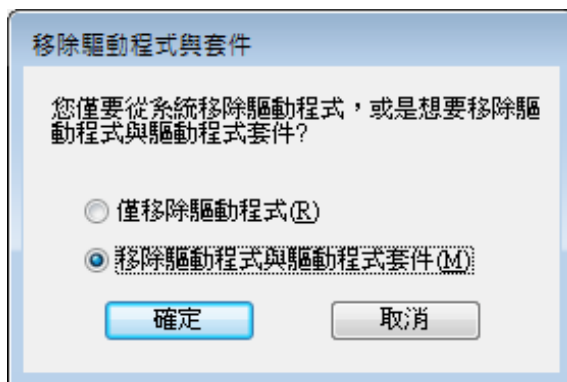 移除驅動程式與套件
您僅要從系統移除驅動程式，或是想要移除驅
動程式與驅動程式套件?
僅移除驅動程式(R)
移除驅動程式與驅動程式套件(M)
確定
取消